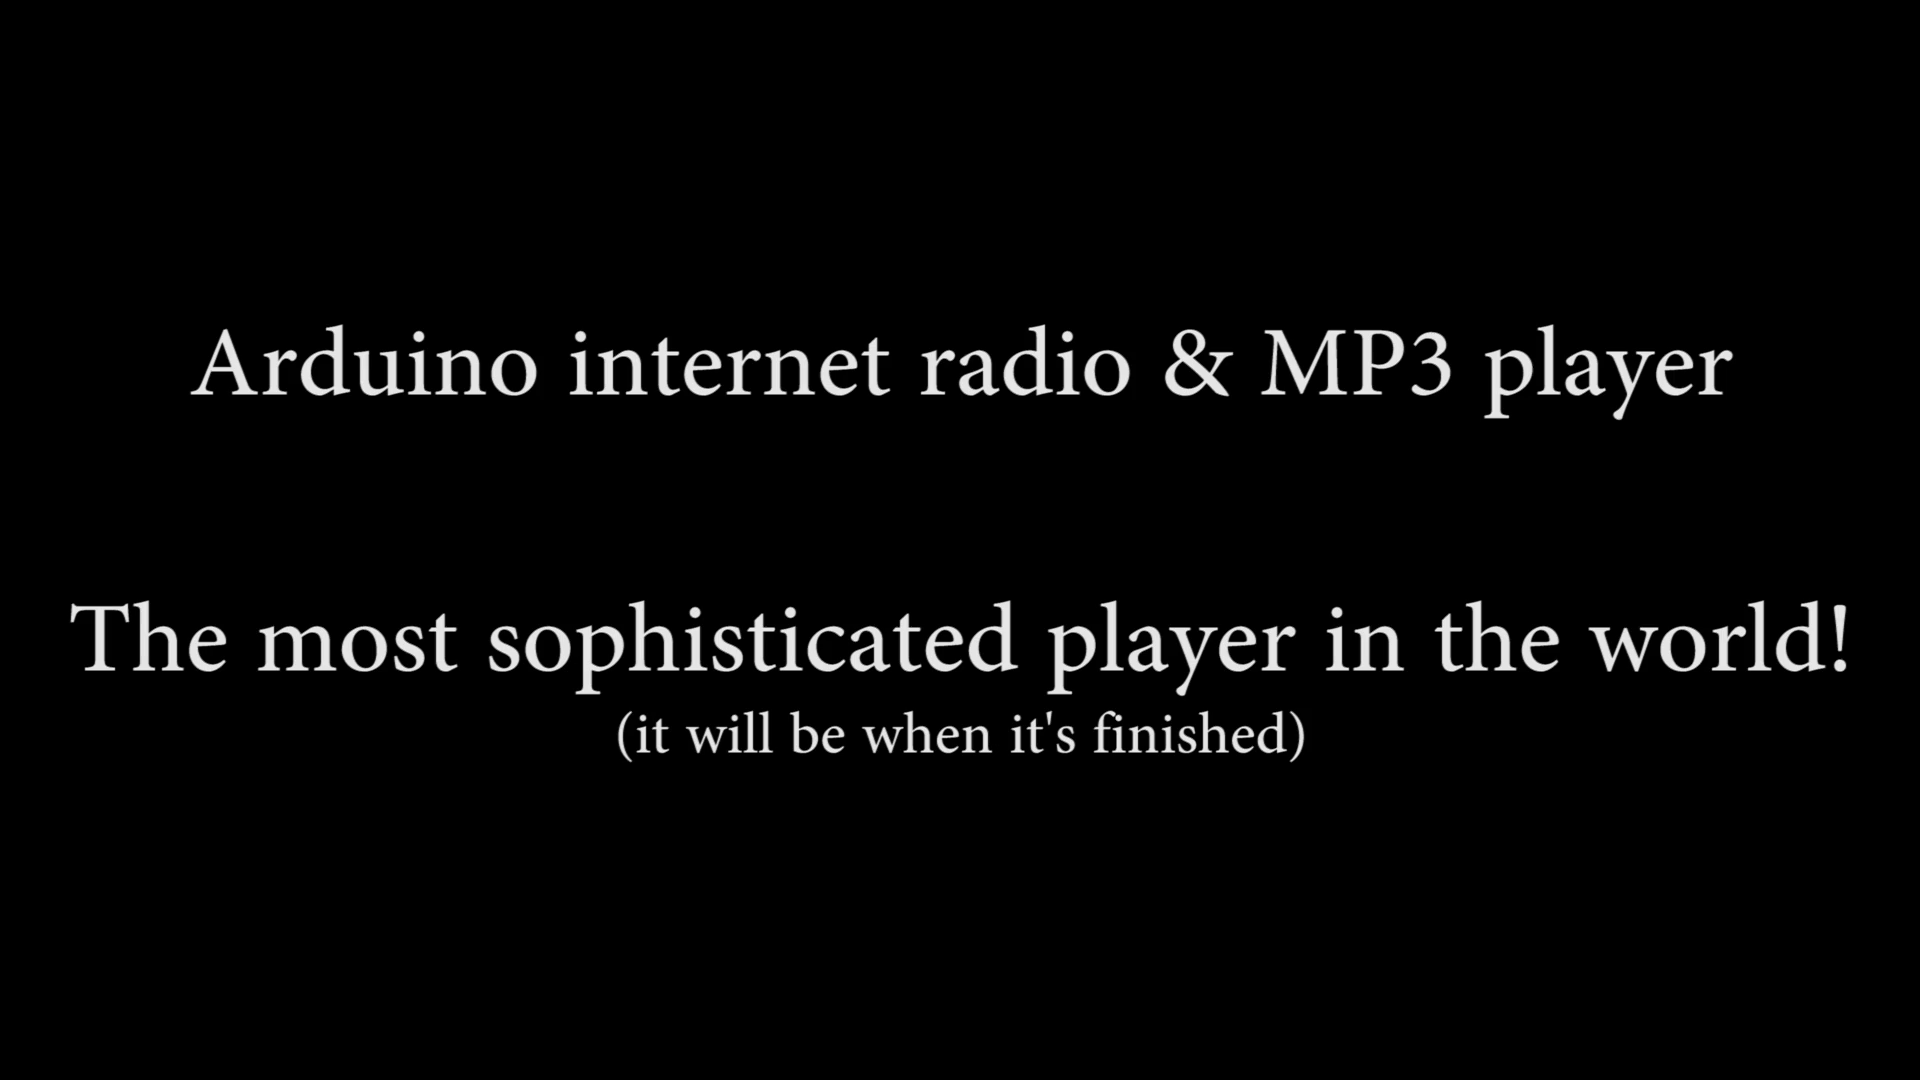 Arduino internet radio & MP3 player
The most sophisticated player in the world!
(it will be when it's finished)